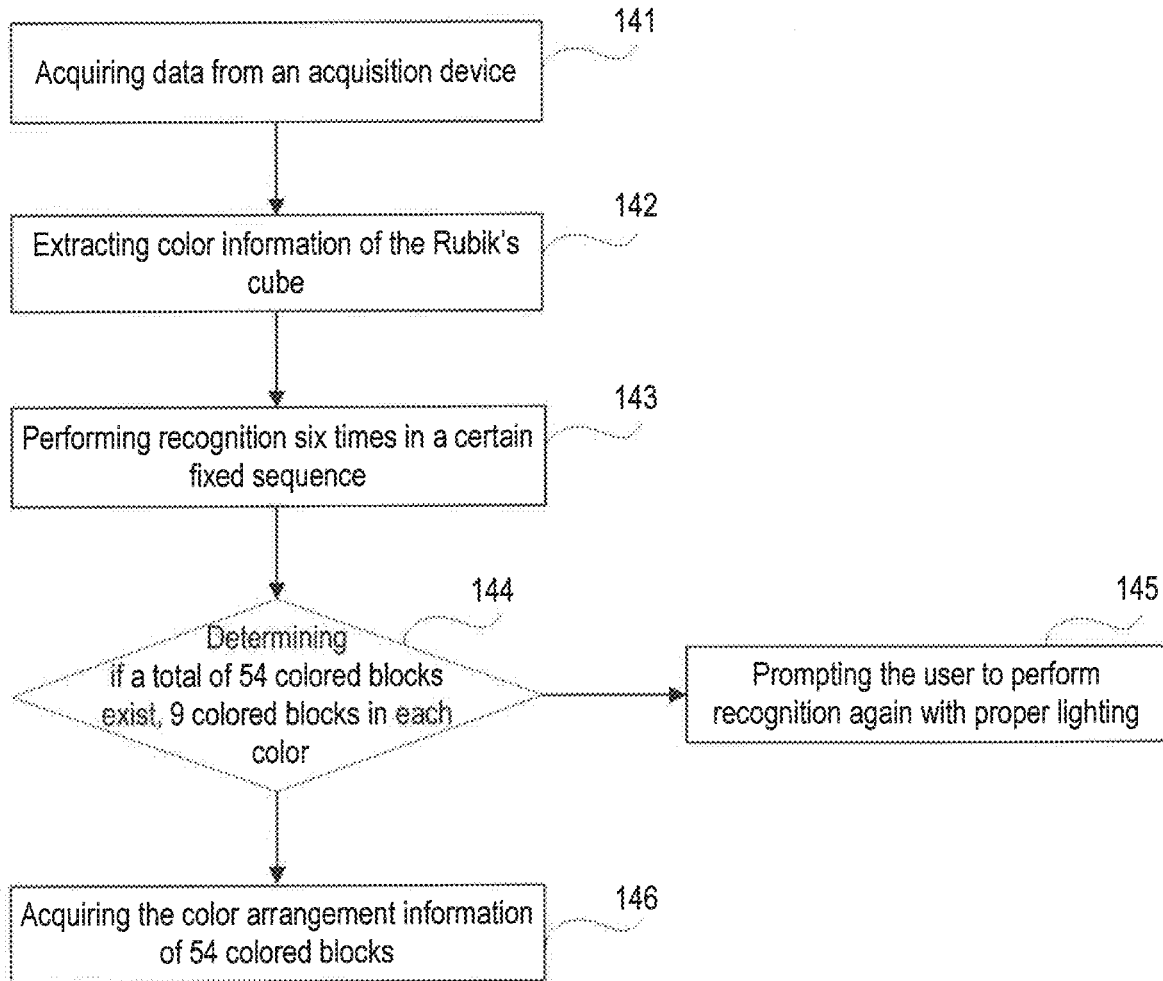 141
Acquiring data from an acquisition device
142
Extracting color information of the Rubik's
cube
143
Performing recognition six times in a certain
fixed sequence
144
Determining
if a total of 54 colored blocks
exist, 9 colored blocks in each
color
145
Prompting the user to perform
recognition again with proper lighting
146
Acquiring the color arrangement information
of 54 colored blocks